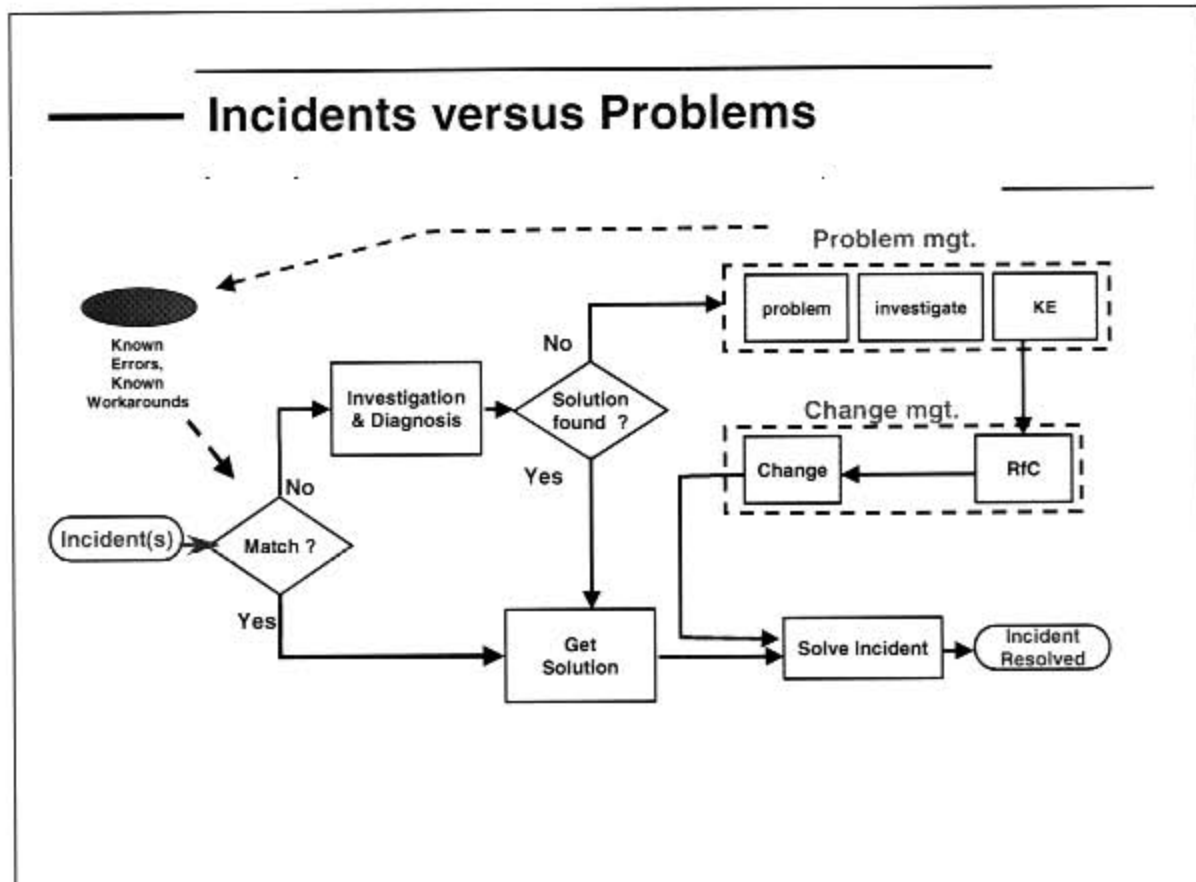 Incidents versus Problems
Problem mgt.
problem
investigate
KE
Known
Errors,
Known
Workarounds
No
Investigation
& Diagnosis
Solution
found ?
Change mgt.
Yes
Change
RfC
No
Incident(s)
Match ?
Yes
Get
Solution
Solve Incident
Incident
Resolved